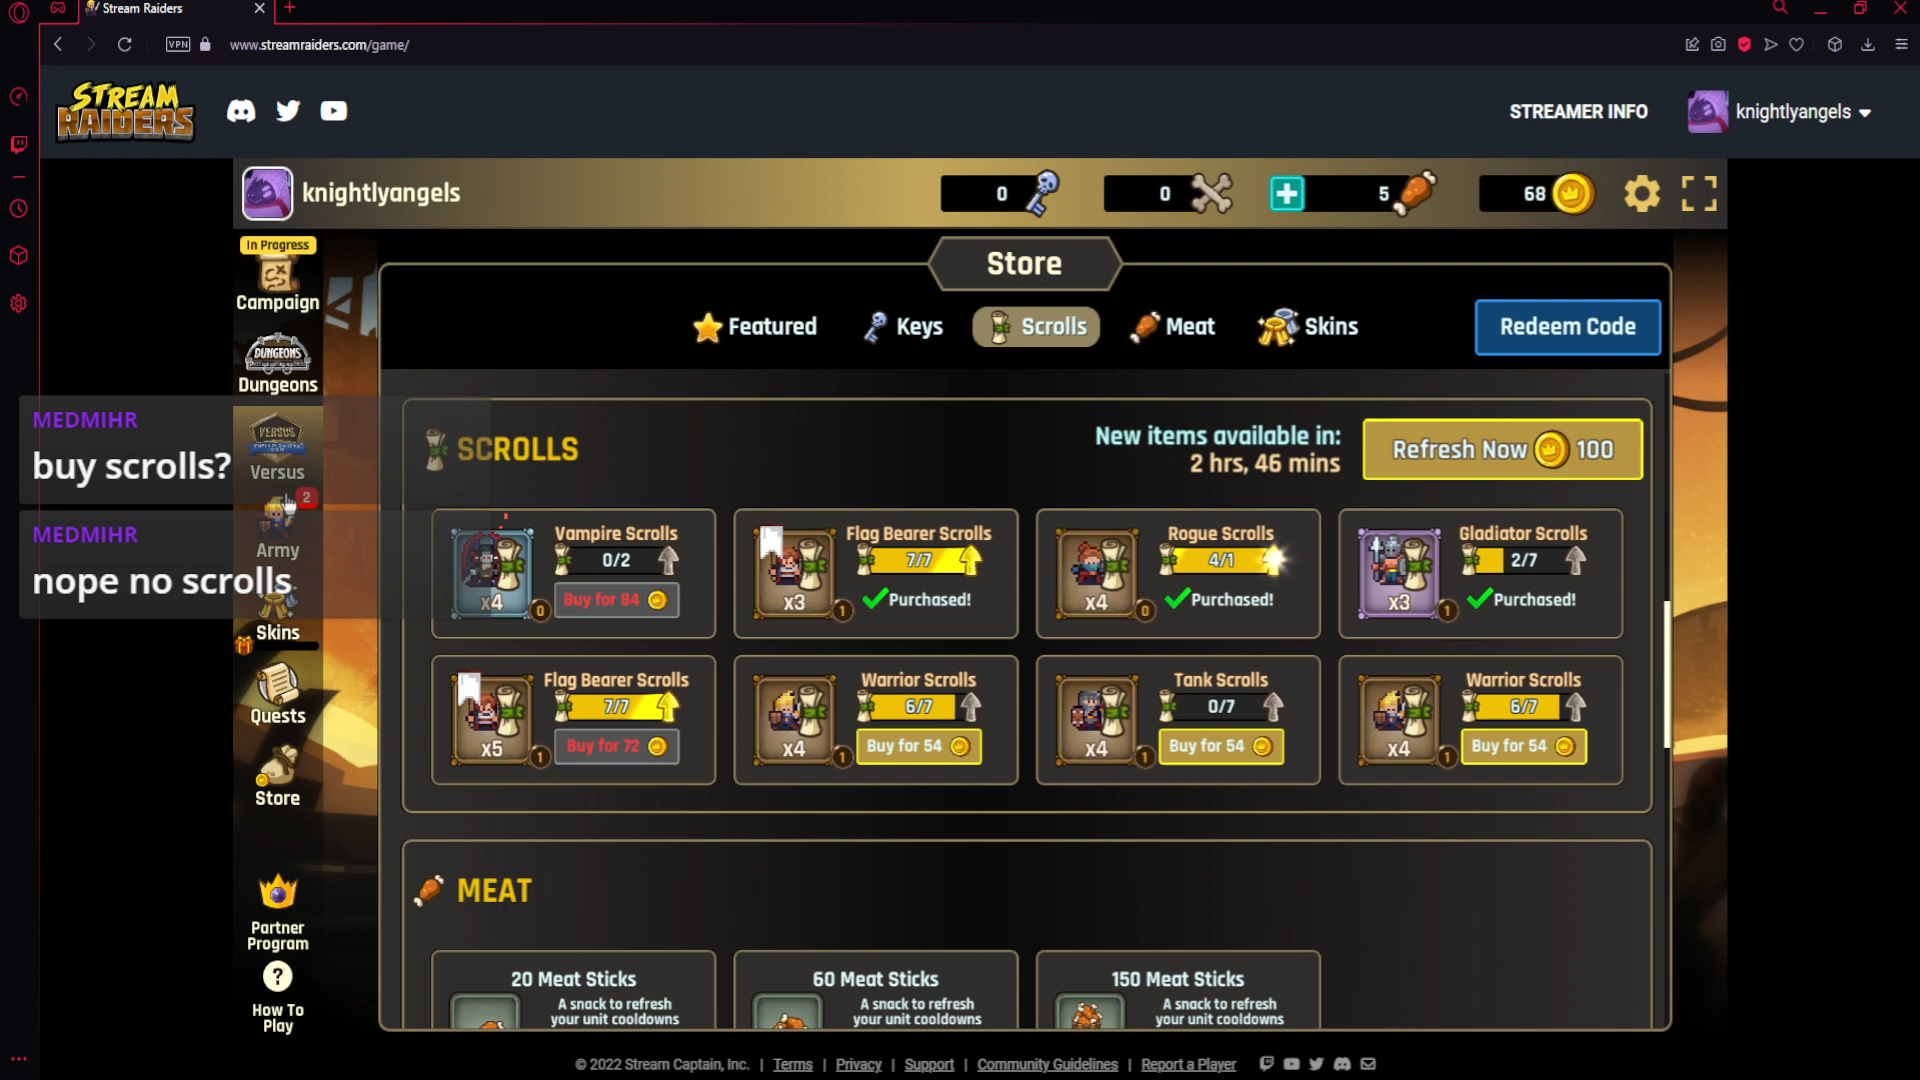 Stream Raiders
VPN
www.streamraiders.com/game/
STREAM
RAIDERS
STREAMER INFO
knightlyangels
knightlyangels
0
0
5
68
In Progress
Campaign
DUNGEONS
Dungeons
VERSUS
Versus
2
Army
Skins
Quests
Store
Partner
Program
?
How To
Play
MEDMIHR
buy scrolls?
MEDMIHR
nope no scrolls
Store
Featured
Keys
Scrolls
Meat
Skins
Redeem Code
SCROLLS
New items available in:
2 hrs, 46 mins
Refresh Now 100
Vampire Scrolls
0/2
x4
0
Buy for 84
Flag Bearer Scrolls
7/7
x3
1
Purchased!
Rogue Scrolls
4/1
x4
0
Purchased!
Gladiator Scrolls
2/7
x3
1
Purchased!
Flag Bearer Scrolls
7/7
x5
1
Buy for 72
Warrior Scrolls
6/7
x4
1
Buy for 54
Tank Scrolls
0/7
x4
1
Buy for 54
Warrior Scrolls
6/7
x4
1
Buy for 54
MEAT
20 Meat Sticks
A snack to refresh
your unit cooldowns
60 Meat Sticks
A snack to refresh
your unit cooldowns
150 Meat Sticks
A snack to refresh
your unit cooldowns
© 2022 Stream Captain, Inc. | Terms | Privacy | Support | Community Guidelines | Report a Player